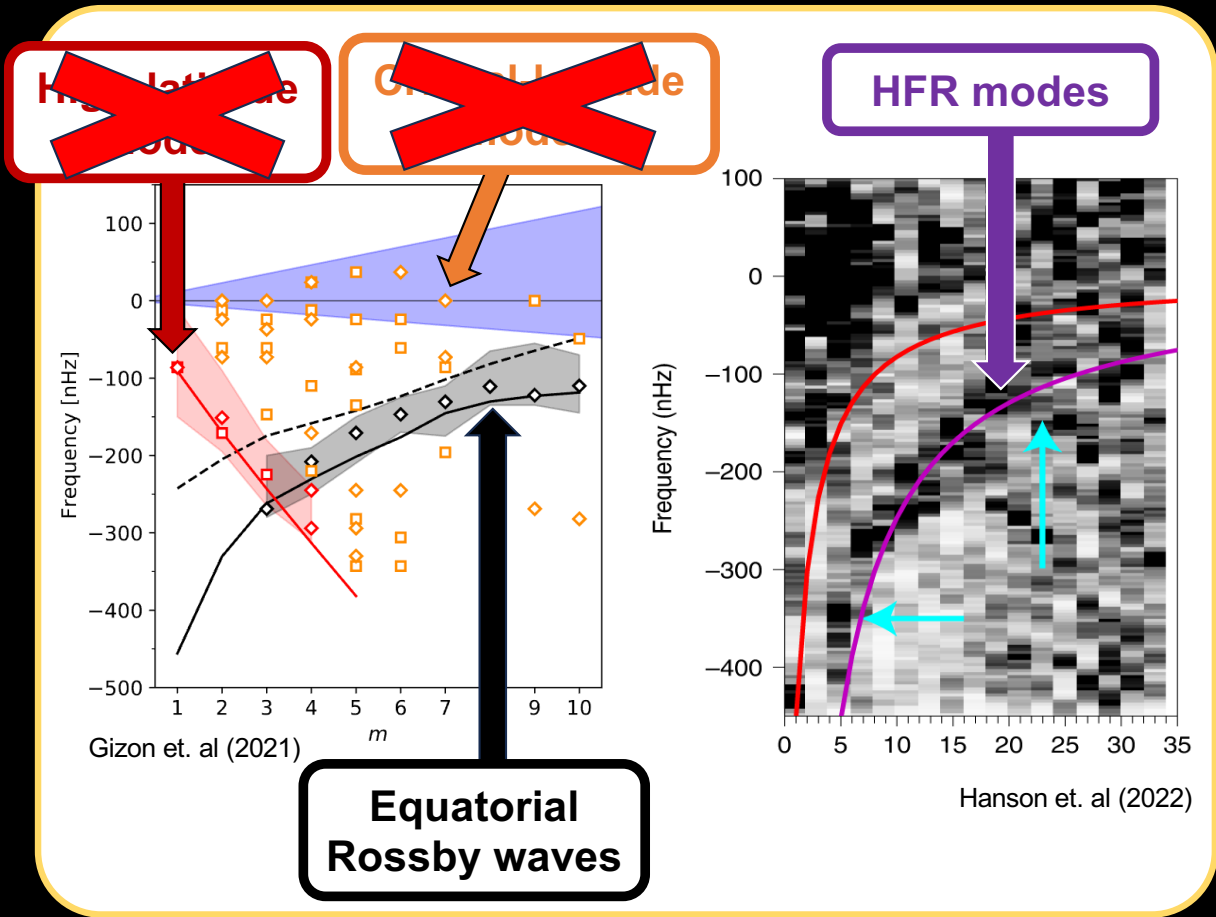 HFR modes
100
0
−100
−200
−300
−400
−500
Frequency [nHz]
1 2 3 4 5 6 7 9 10
m
Gizon et. al (2021)
100
0
−100
−200
−300
−400
Frequency (nHz)
0 5 10 15 20 25 30 35
Hanson et. al (2022)
Equatorial
Rossby waves